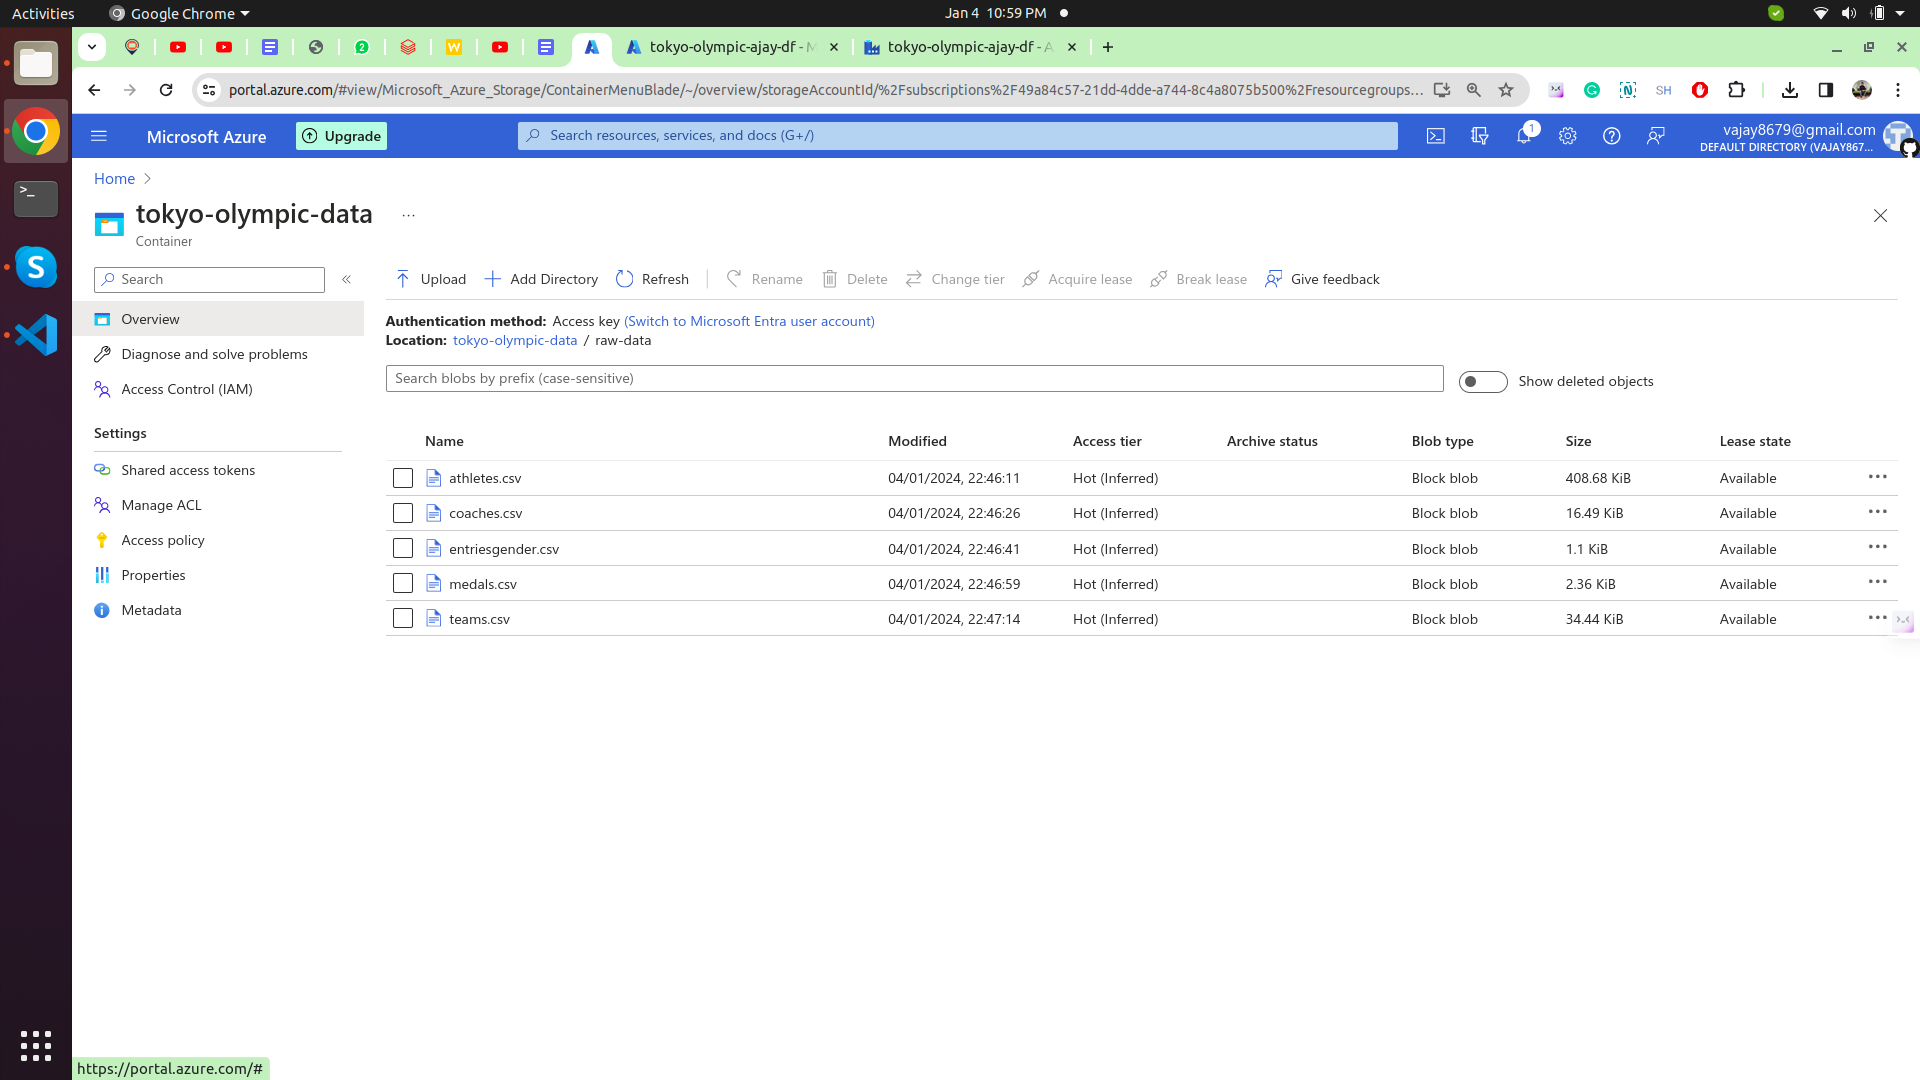 Activities
Google Chrome
Jan 4 10:59 PM
2
W
tokyo-olympic-ajay-df - M
tokyo-olympic-ajay-df - A
portal.azure.com/#view/Microsoft_Azure_Storage/ContainerMenuBlade/~/overview/storageAccountId/%2Fsubscriptions%2F49a84c57-21dd-4dde-a744-8c4a8075b500%2Fresourcegroups...
SH
Microsoft Azure
Upgrade
Search resources, services, and docs (G+/)
1
vajay8679@gmail.com
DEFAULT DIRECTORY (VAJAY867...
Home
tokyo-olympic-data
...
Container
Search
Upload
Add Directory
Refresh
Rename
Delete
Change tier
Acquire lease
Break lease
Give feedback
Overview
Diagnose and solve problems
Access Control (IAM)
Settings
Shared access tokens
Manage ACL
Access policy
Properties
Metadata
Authentication method: Access key (Switch to Microsoft Entra user account)
Location: tokyo-olympic-data / raw-data
Search blobs by prefix (case-sensitive)
Show deleted objects
Name Modified Access tier Archive status Blob type Size Lease state
athletes.csv 04/01/2024, 22:46:11 Hot (Inferred) Block blob 408.68 KiB Available
coaches.csv 04/01/2024, 22:46:26 Hot (Inferred) Block blob 16.49 KiB Available
entriesgender.csv 04/01/2024, 22:46:41 Hot (Inferred) Block blob 1.1 KiB Available
medals.csv 04/01/2024, 22:46:59 Hot (Inferred) Block blob 2.36 KiB Available
teams.csv 04/01/2024, 22:47:14 Hot (Inferred) Block blob 34.44 KiB Available
https://portal.azure.com/#